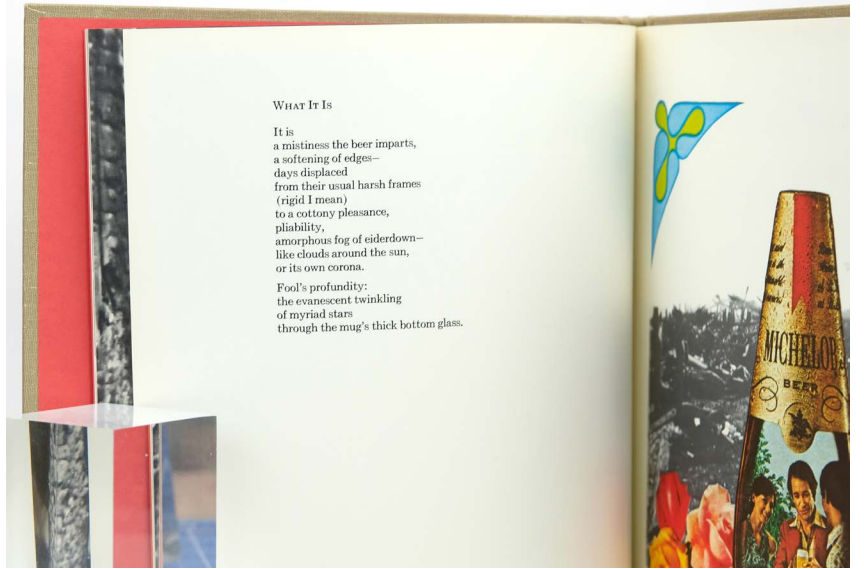 WHAT IT IS
It is
a mistiness the beer imparts,
a softening of edges—
days displaced
from their usual harsh frames
(rigid I mean)
to a cottony pleasance,
pliability,
amorphous fog of eiderdown—
like clouds around the sun,
or its own corona.
Fool's profundity:
the evanescent twinkling
of myriad stars
through the mug's thick bottom glass.
MICHELOB
BEER